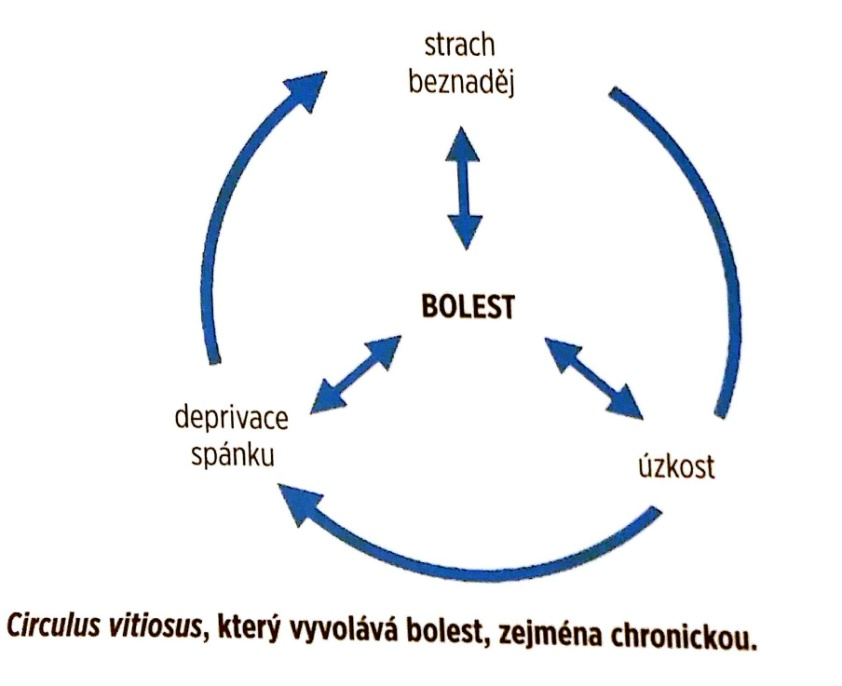 strach
beznaděj
BOLEST
deprivace
spánku
úzkost
Circulus vitiosus, který vyvolává bolest, zejména chronickou.